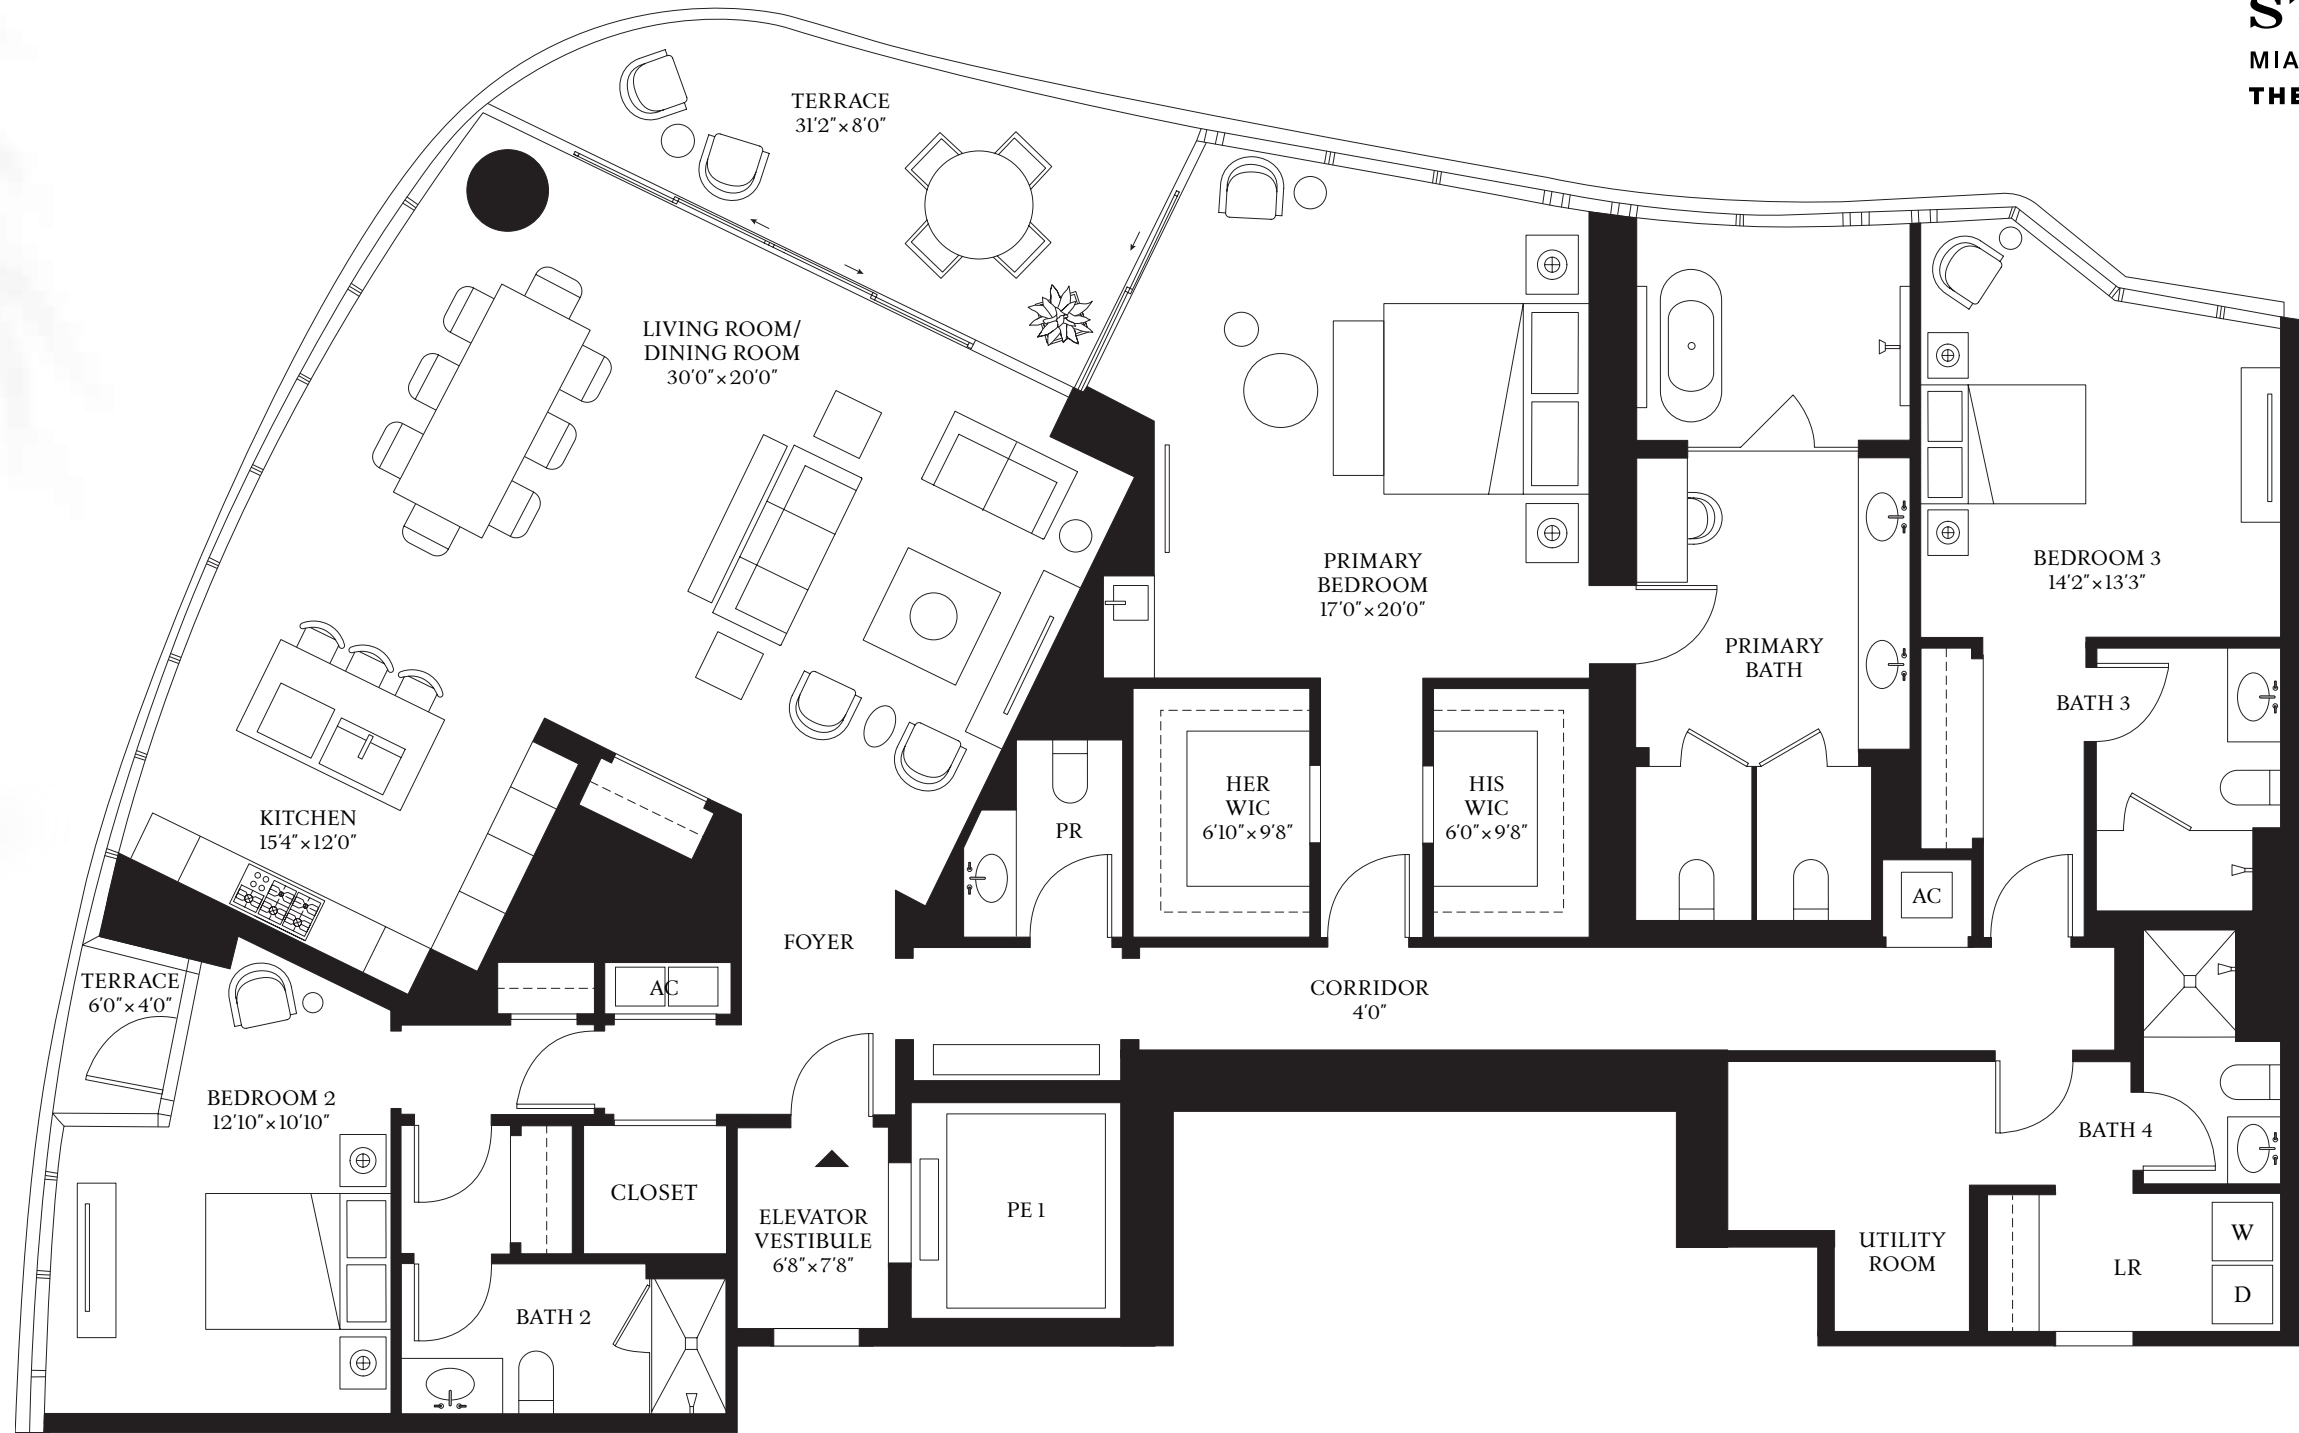 MIA
THE
TERRACE
31'2"×8'0"
LIVING ROOM/
DINING ROOM
30'0"×20'0"
PRIMARY
BEDROOM
17'0"×20'0"
BEDROOM 3
14'2"×13'3"
PRIMARY
BATH
BATH 3
HER
WIC
6'10"×9'8"
HIS
WIC
6'0"×9'8"
KITCHEN
15'4"×12'0"
PR
AC
FOYER
TERRACE
6'0"×4'0"
AC
CORRIDOR
4'0"
BEDROOM 2
12'10"×10'10"
BATH 4
CLOSET
ELEVATOR
VESTIBULE
6'8"×7'8"
PE 1
UTILITY
ROOM
LR
W
D
BATH 2